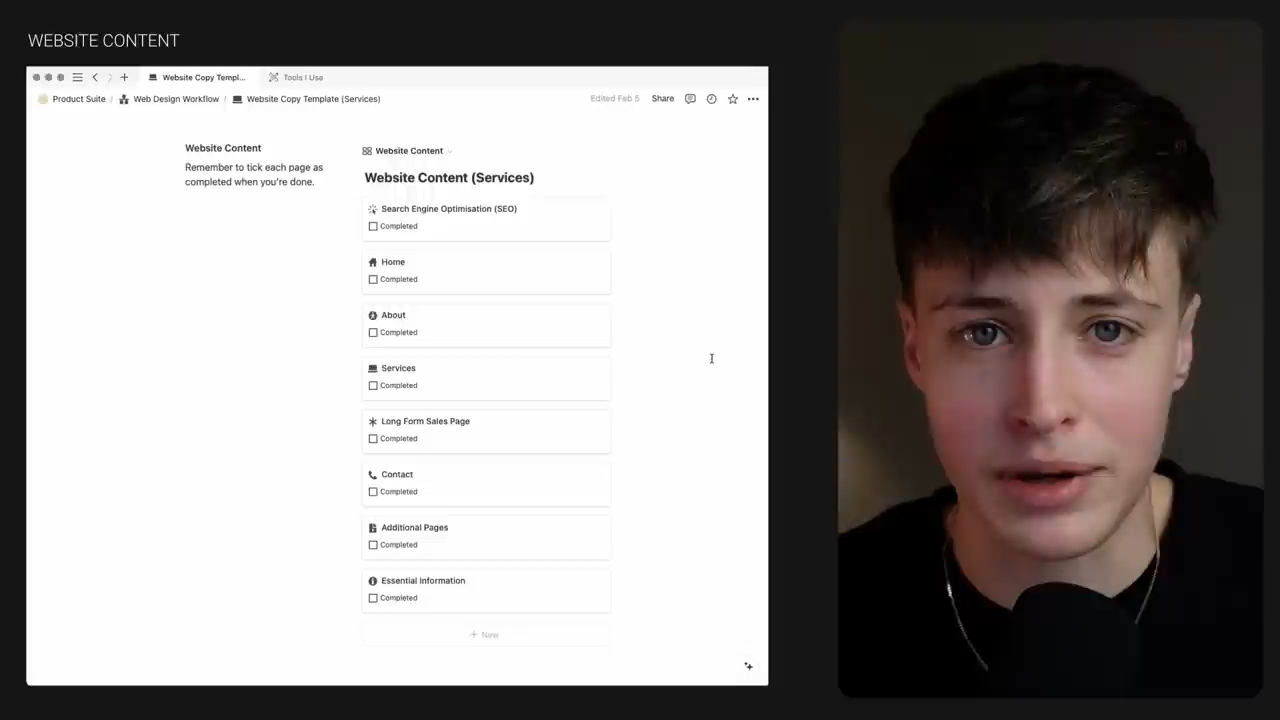 WEBSITE CONTENT
Website Copy Templ... Tools I Use
Product Suite / Web Design Workflow / Website Copy Template (Services) Edited Feb 5 Share
Website Content
Remember to tick each page as
completed when you're done.
Website Content
Website Content (Services)
Search Engine Optimisation (SEO)
Completed
Home
Completed
About
Completed
Services
Completed
Long Form Sales Page
Completed
Contact
Completed
Additional Pages
Completed
Essential Information
Completed
+ New